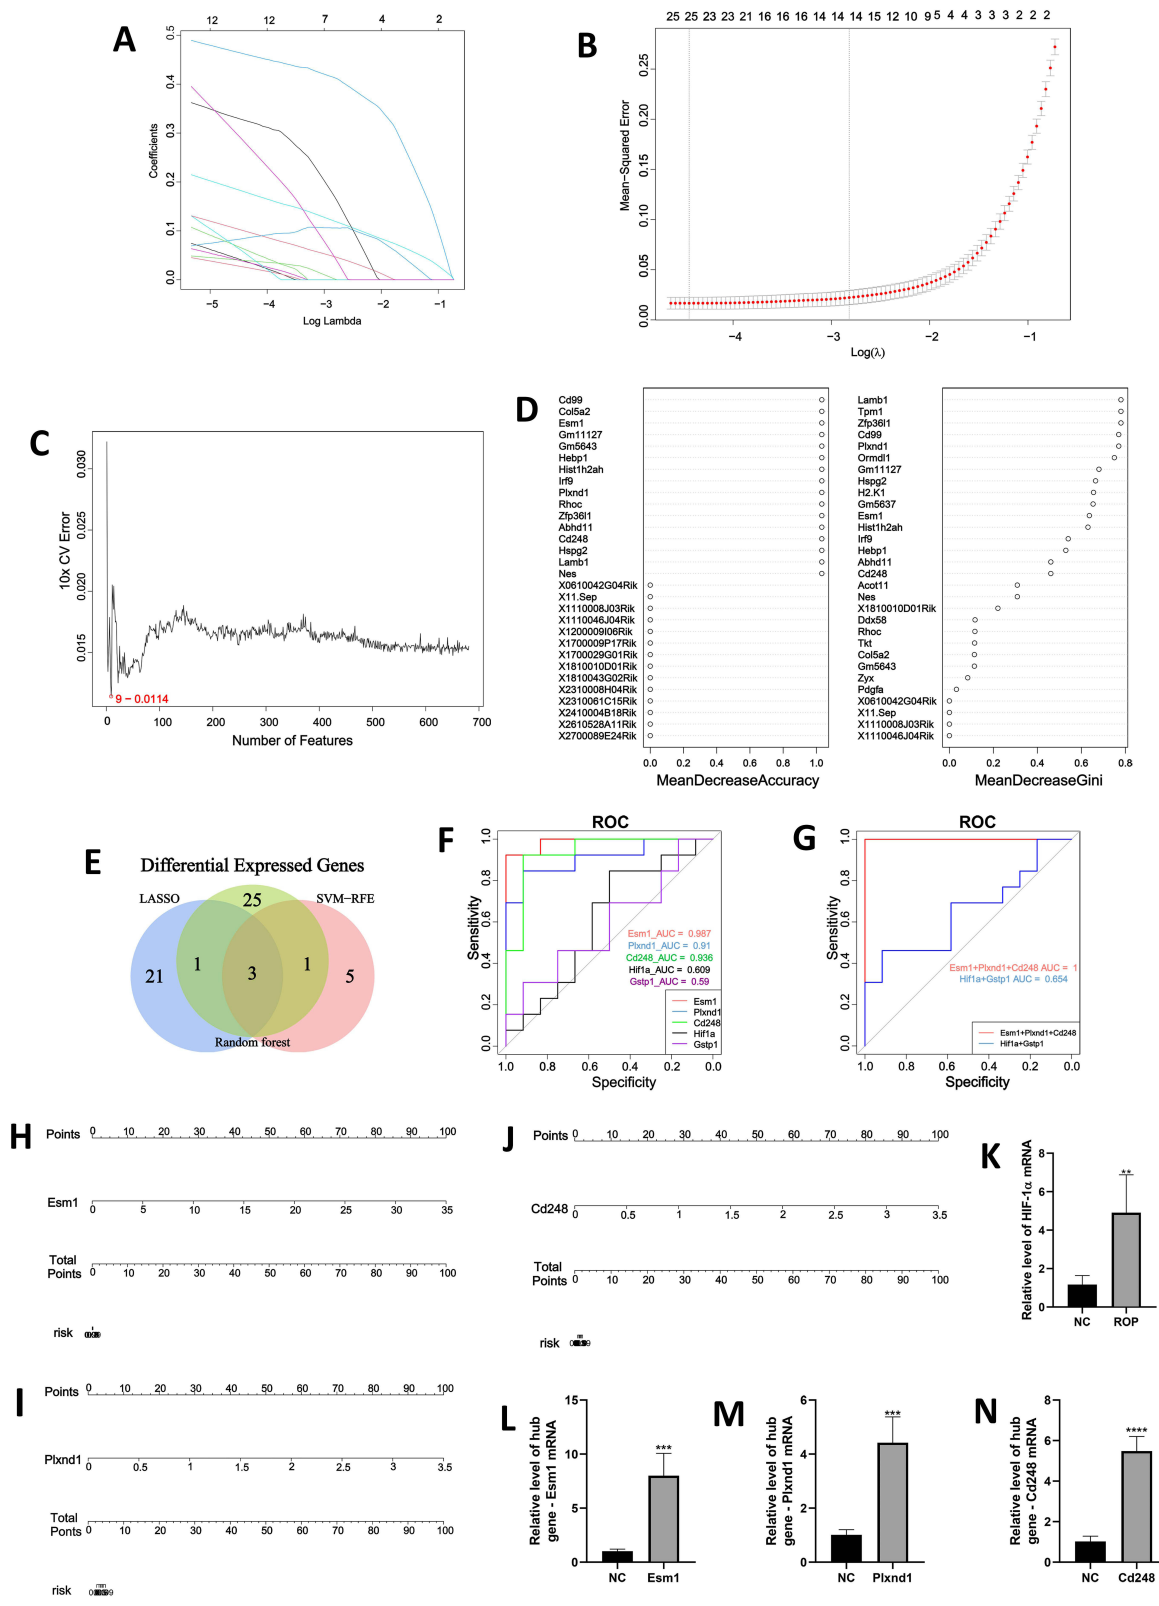 A
12 12 7 4 2
0.5
0.4
0.3
0.2
0.1
0.0
Coefficients
−5 −4 −3 −2 −1
Log Lambda
B
25 25 23 23 21 16 16 16 14 14 14 15 12 10 9 5 4 4 3 3 3 2 2 2
0.25
0.20
0.15
0.10
0.05
0.00
Mean−Squared Error
−4 −3 −2 −1
Log(λ)
C
0.030
0.025
0.020
0.015
10x CV Error
9 − 0.0114
0 100 200 300 400 500 600 700
Number of Features
D
Cd99
Col5a2
Esm1
Gm11127
Gm5643
Hebp1
Hist1h2ah
Irf9
Plxnd1
Rhoc
Zfp36l1
Abhd11
Cd248
Hspg2
Lamb1
Nes
X0610042G04Rik
X11.Sep
X1110008J03Rik
X1110046J04Rik
X1200009I06Rik
X1700009P17Rik
X1700029G01Rik
X1810010D01Rik
X1810043G02Rik
X2310008H04Rik
X2310061C15Rik
X2410004B18Rik
X2610528A11Rik
X2700089E24Rik
0.0 0.2 0.4 0.6 0.8 1.0
MeanDecreaseAccuracy
Lamb1
Tpm1
Zfp36l1
Cd99
Plxnd1
Ormdl1
Gm11127
Hspg2
H2.K1
Gm5637
Esm1
Hist1h2ah
Irf9
Hebp1
Abhd11
Cd248
Acot11
Nes
X1810010D01Rik
Ddx58
Rhoc
Tkt
Col5a2
Gm5643
Zyx
Pdgfa
X0610042G04Rik
X11.Sep
X1110008J03Rik
X1110046J04Rik
0.0 0.2 0.4 0.6 0.8
MeanDecreaseGini
E
Differential Expressed Genes
LASSO
SVM−RFE
25
21 1 3 1 5
Random forest
F
ROC
1.0
0.8
0.6
0.4
0.2
0.0
Sensitivity
Esm1_AUC = 0.987
Plxnd1_AUC = 0.91
Cd248_AUC = 0.936
Hif1a_AUC = 0.609
Gstp1_AUC = 0.59
Esm1
Plxnd1
Cd248
Hif1a
Gstp1
1.0 0.8 0.6 0.4 0.2 0.0
Specificity
G
ROC
1.0
0.8
0.6
0.4
0.2
0.0
Sensitivity
Esm1+Plxnd1+Cd248 AUC = 1
Hif1a+Gstp1 AUC = 0.654
Esm1+Plxnd1+Cd248
Hif1a+Gstp1
1.0 0.8 0.6 0.4 0.2 0.0
Specificity
H
Points 0 10 20 30 40 50 60 70 80 90 100
Esm1
0 5 10 15 20 25 30 35
Total
Points
0 10 20 30 40 50 60 70 80 90 100
risk
I
Points 0 10 20 30 40 50 60 70 80 90 100
Plxnd1
0 0.5 1 1.5 2 2.5 3 3.5
Total
Ponts
0 10 20 30 40 50 60 70 80 90 100
risk
J
Points 0 10 20 30 40 50 60 70 80 90 100
Cd248
0 0.5 1 1.5 2 2.5 3 3.5
Total
Points
0 10 20 30 40 50 60 70 80 90 100
risk
K
Relative level of HIF-1α mRNA
8
6
4
2
0
**
NC ROP
L
Relative level of hub
gene - Esm1 mRNA
15
10
5
0
***
NC Esm1
M
Relative level of hub
gene - Plxnd1 mRNA
6
4
2
0
***
NC Plxnd1
N
Relative level of hub
gene - Cd248 mRNA
8
6
4
2
0
****
NC Cd248